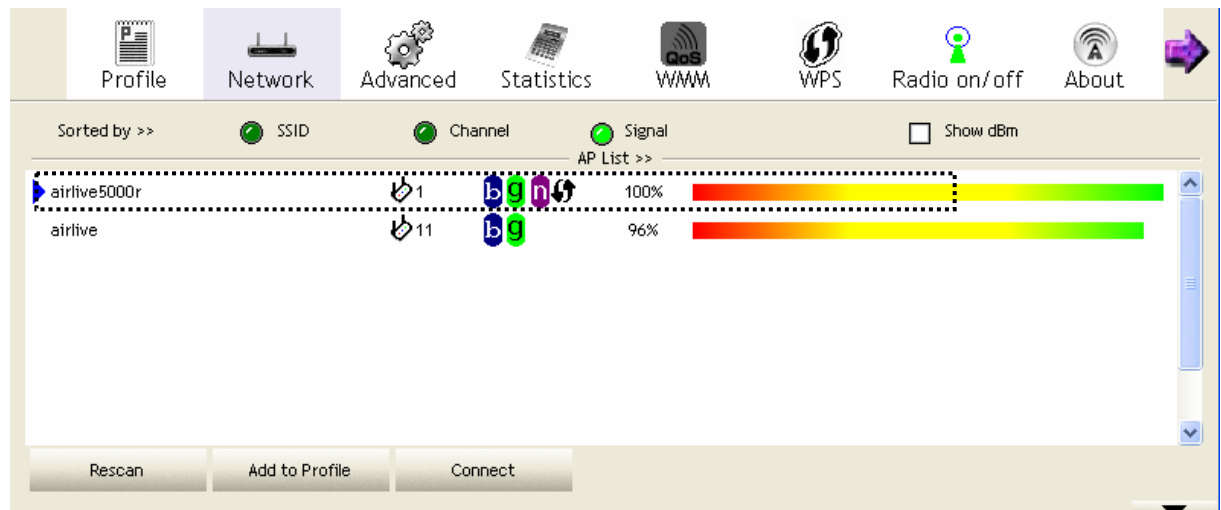 P
QoS
Profile Network Advanced Statistics WMM WPS Radio on/off About
Sorted by >> SSID Channel Signal Show dBm
AP List >>
airlive5000r 1 b g n 100%
airlive 11 b g 96%
Rescan Add to Profile Connect